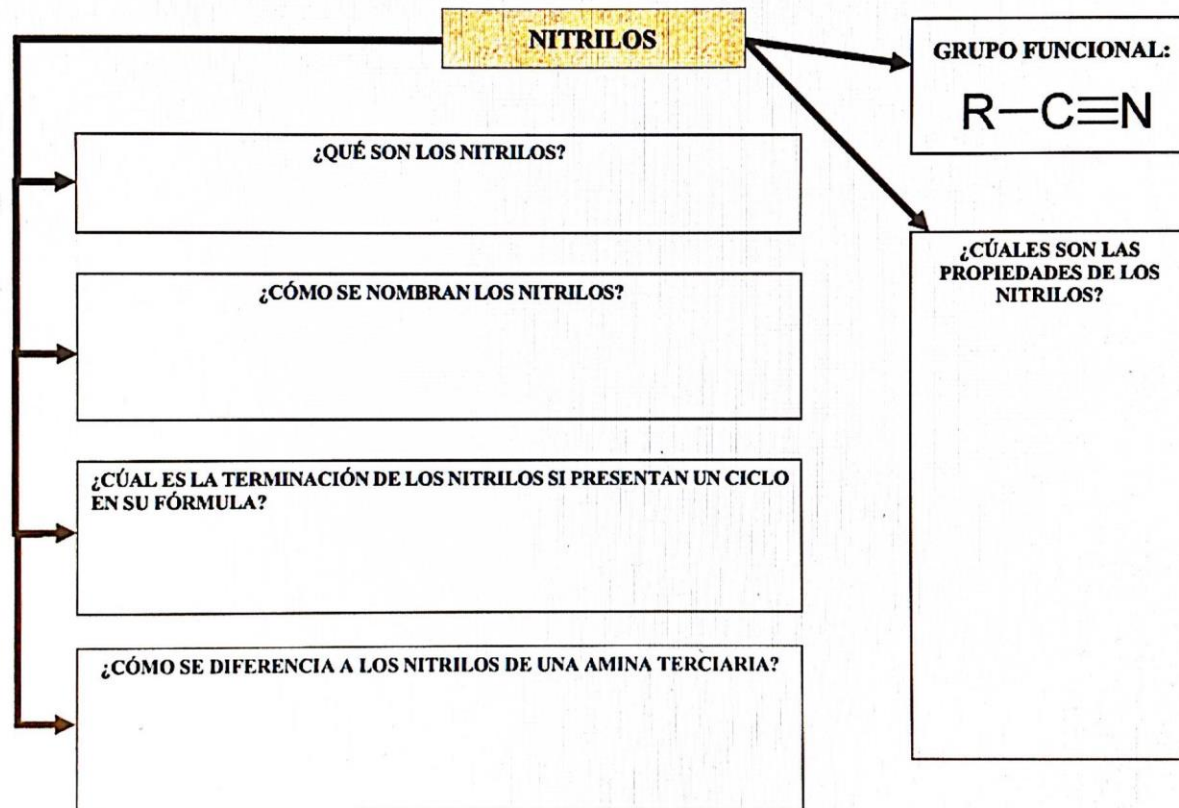 NITRILOS
GRUPO FUNCIONAL:
R–C≡N
¿QUÉ SON LOS NITRILOS?
¿CÓMO SE NOMBRAN LOS NITRILOS?
¿CÚAL ES LA TERMINACIÓN DE LOS NITRILOS SI PRESENTAN UN CICLO
EN SU FÓRMULA?
¿CÓMO SE DIFERENCIA A LOS NITRILOS DE UNA AMINA TERCIARIA?
¿CÚALES SON LAS
PROPIEDADES DE LOS
NITRILOS?